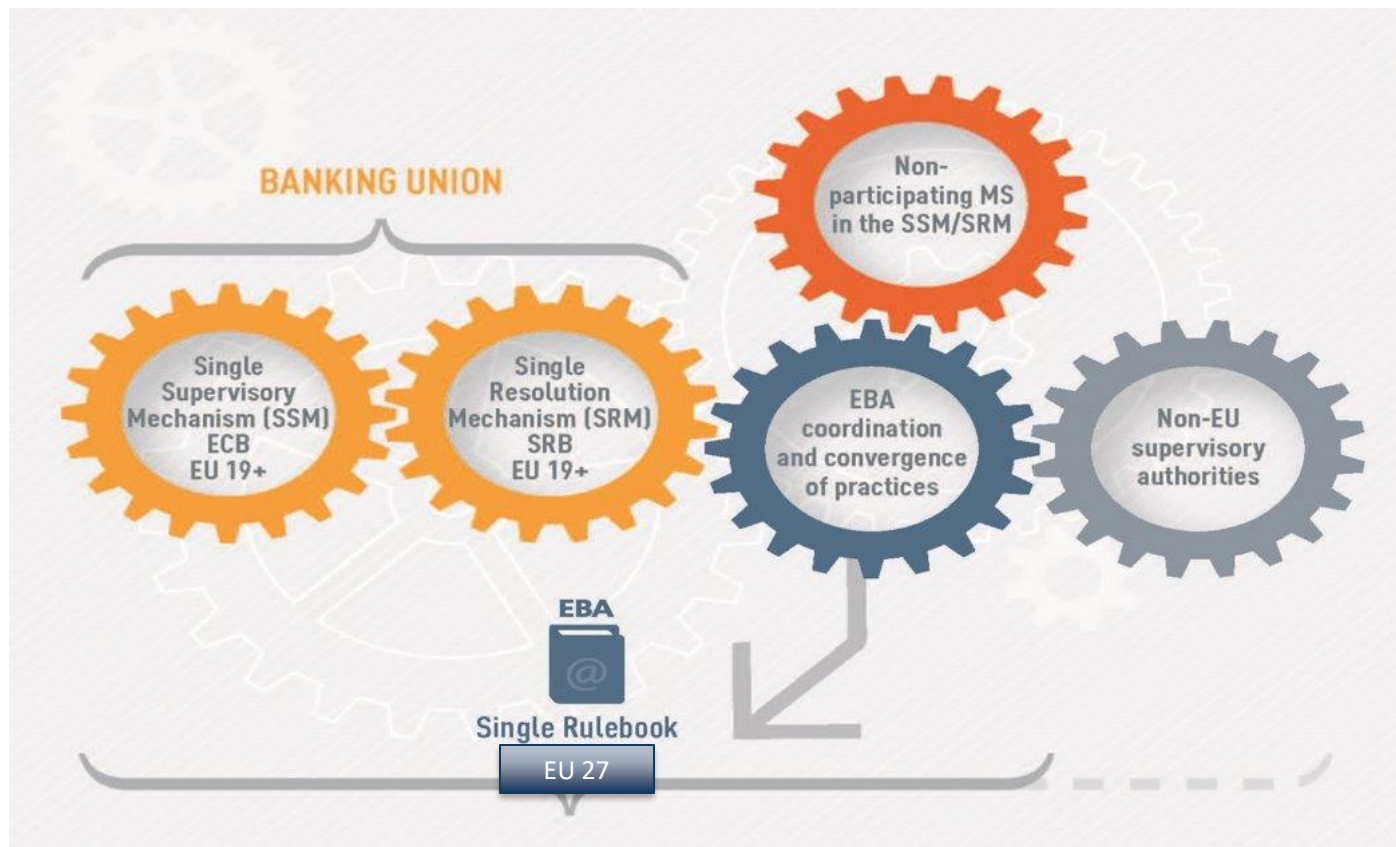 BANKING UNION
Single
Supervisory
Mechanism (SSM)
ECB
EU 19+
Single
Resolution
Mechanism (SRM)
SRB
EU 19+
Non-
participating MS
in the SSM/SRM
EBA
coordination
and convergence
of practices
Non-EU
supervisory
authorities
EBA
@
Single Rulebook
EU 27